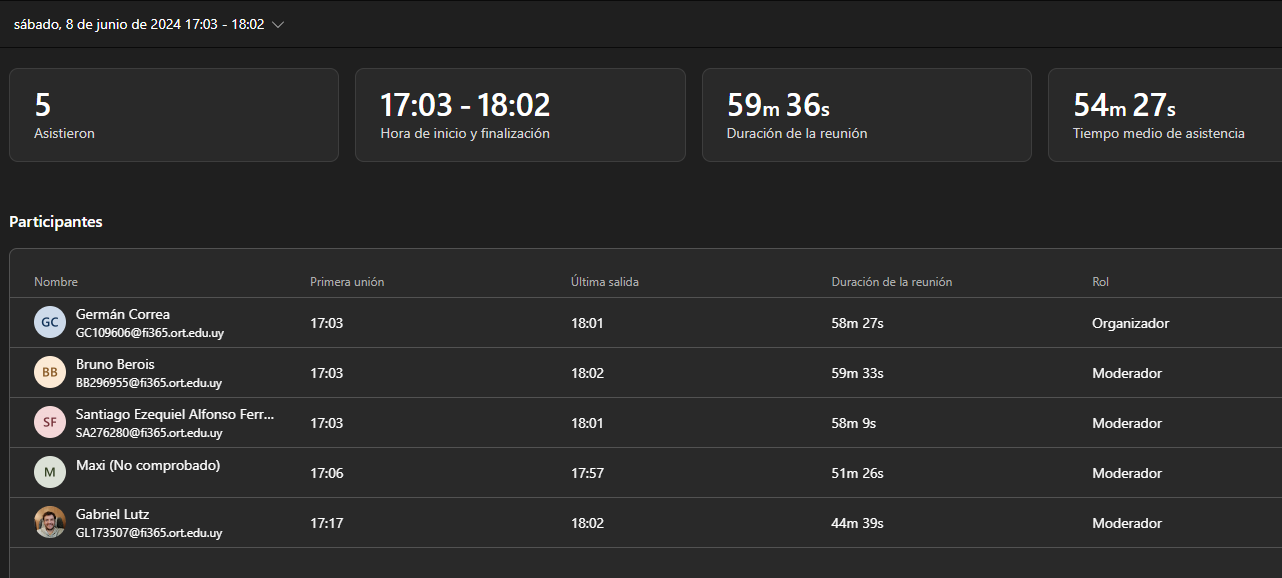 sábado, 8 de junio de 2024 17:03 - 18:02
5
Asistieron
17:03 - 18:02
Hora de inicio y finalización
59m 36s
Duración de la reunión
54m 27s
Tiempo medio de asistencia
Participantes
Nombre Primera unión Última salida Duración de la reunión Rol
GC Germán Correa
GC109606@fi365.ort.edu.uy
17:03 18:01 58m 27s Organizador
BB Bruno Berois
BB296955@fi365.ort.edu.uy
17:03 18:02 59m 33s Moderador
SF Santiago Ezequiel Alfonso Ferr...
SA276280@fi365.ort.edu.uy
17:03 18:01 58m 9s Moderador
M Maxi (No comprobado)
17:06 17:57 51m 26s Moderador
Gabriel Lutz
GL173507@fi365.ort.edu.uy
17:17 18:02 44m 39s Moderador